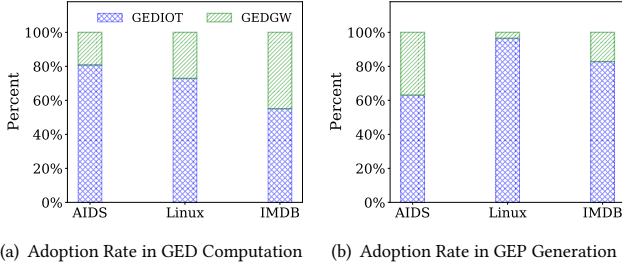 GEDIOT GEDGW
100%
80%
60%
40%
20%
0%
Percent
AIDS Linux IMDB
(a) Adoption Rate in GED Computation
100%
80%
60%
40%
20%
0%
Percent
AIDS Linux IMDB
(b) Adoption Rate in GEP Generation